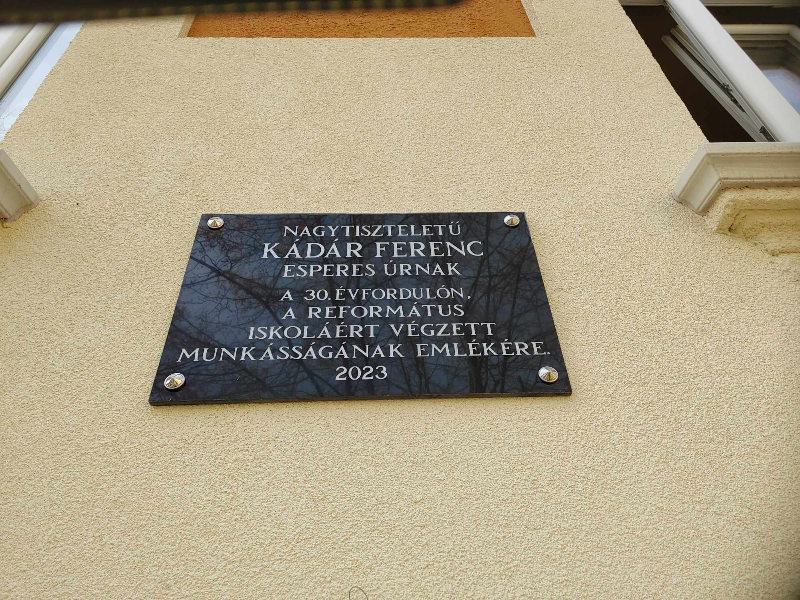 NAGYTISZTELETŰ
KÁDÁR FERENC
ESPERES ÚRNAK
A 30. ÉVFORDULÓN,
A REFORMÁTUS
ISKOLÁÉRT VÉGZETT
MUNKÁSSÁGÁNAK EMLÉKÉRE.
2023